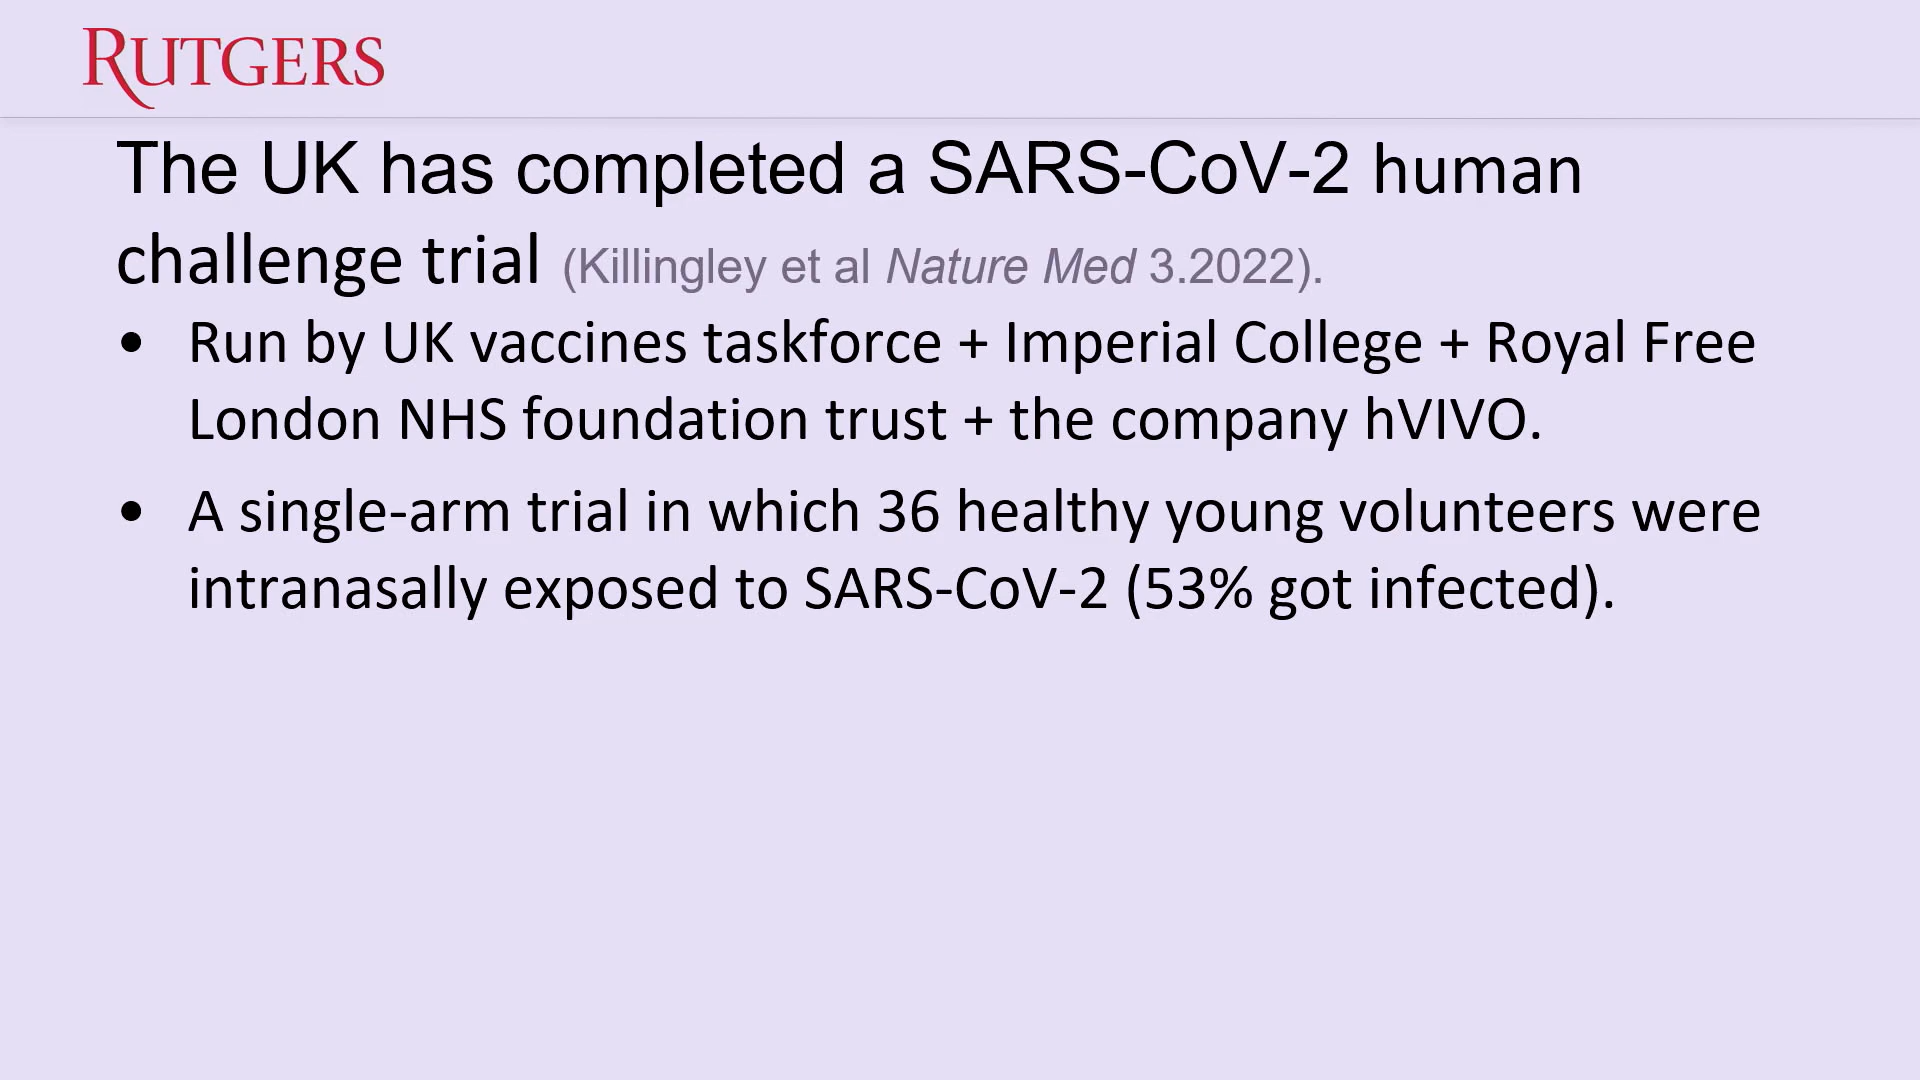 RUTGERS
The UK has completed a SARS-CoV-2 human
challenge trial (Killingley et al Nature Med 3.2022).
• Run by UK vaccines taskforce + Imperial College + Royal Free
London NHS foundation trust + the company hVIVO.
• A single-arm trial in which 36 healthy young volunteers were
intranasally exposed to SARS-CoV-2 (53% got infected).